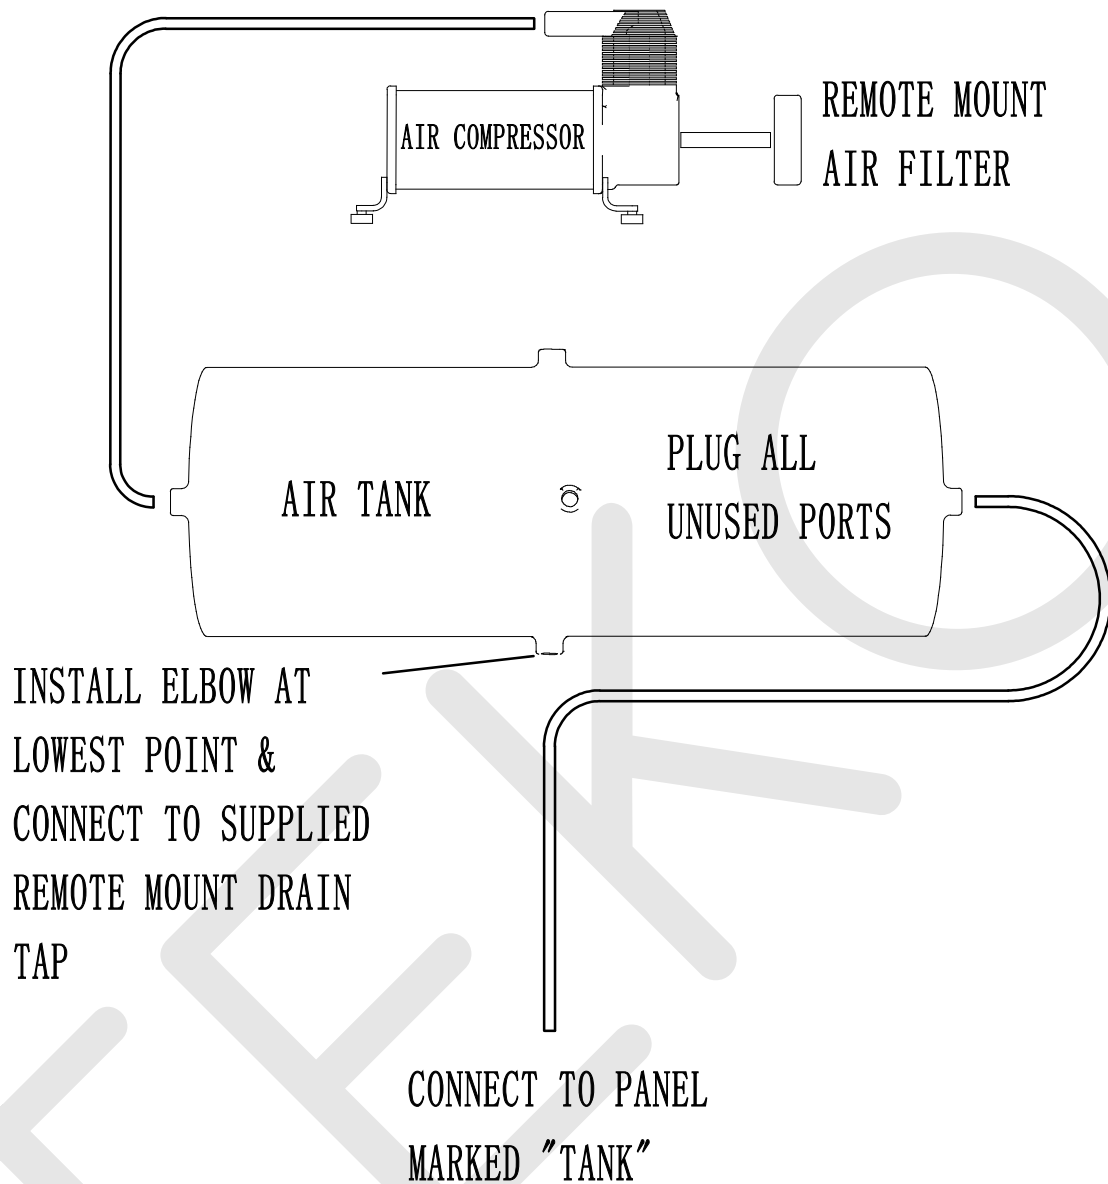 REMOTE MOUNT
AIR FILTER
AIR COMPRESSOR
AIR TANK
PLUG ALL
UNUSED PORTS
INSTALL ELBOW AT
LOWEST POINT &
CONNECT TO SUPPLIED
REMOTE MOUNT DRAIN
TAP
CONNECT TO PANEL
MARKED "TANK"